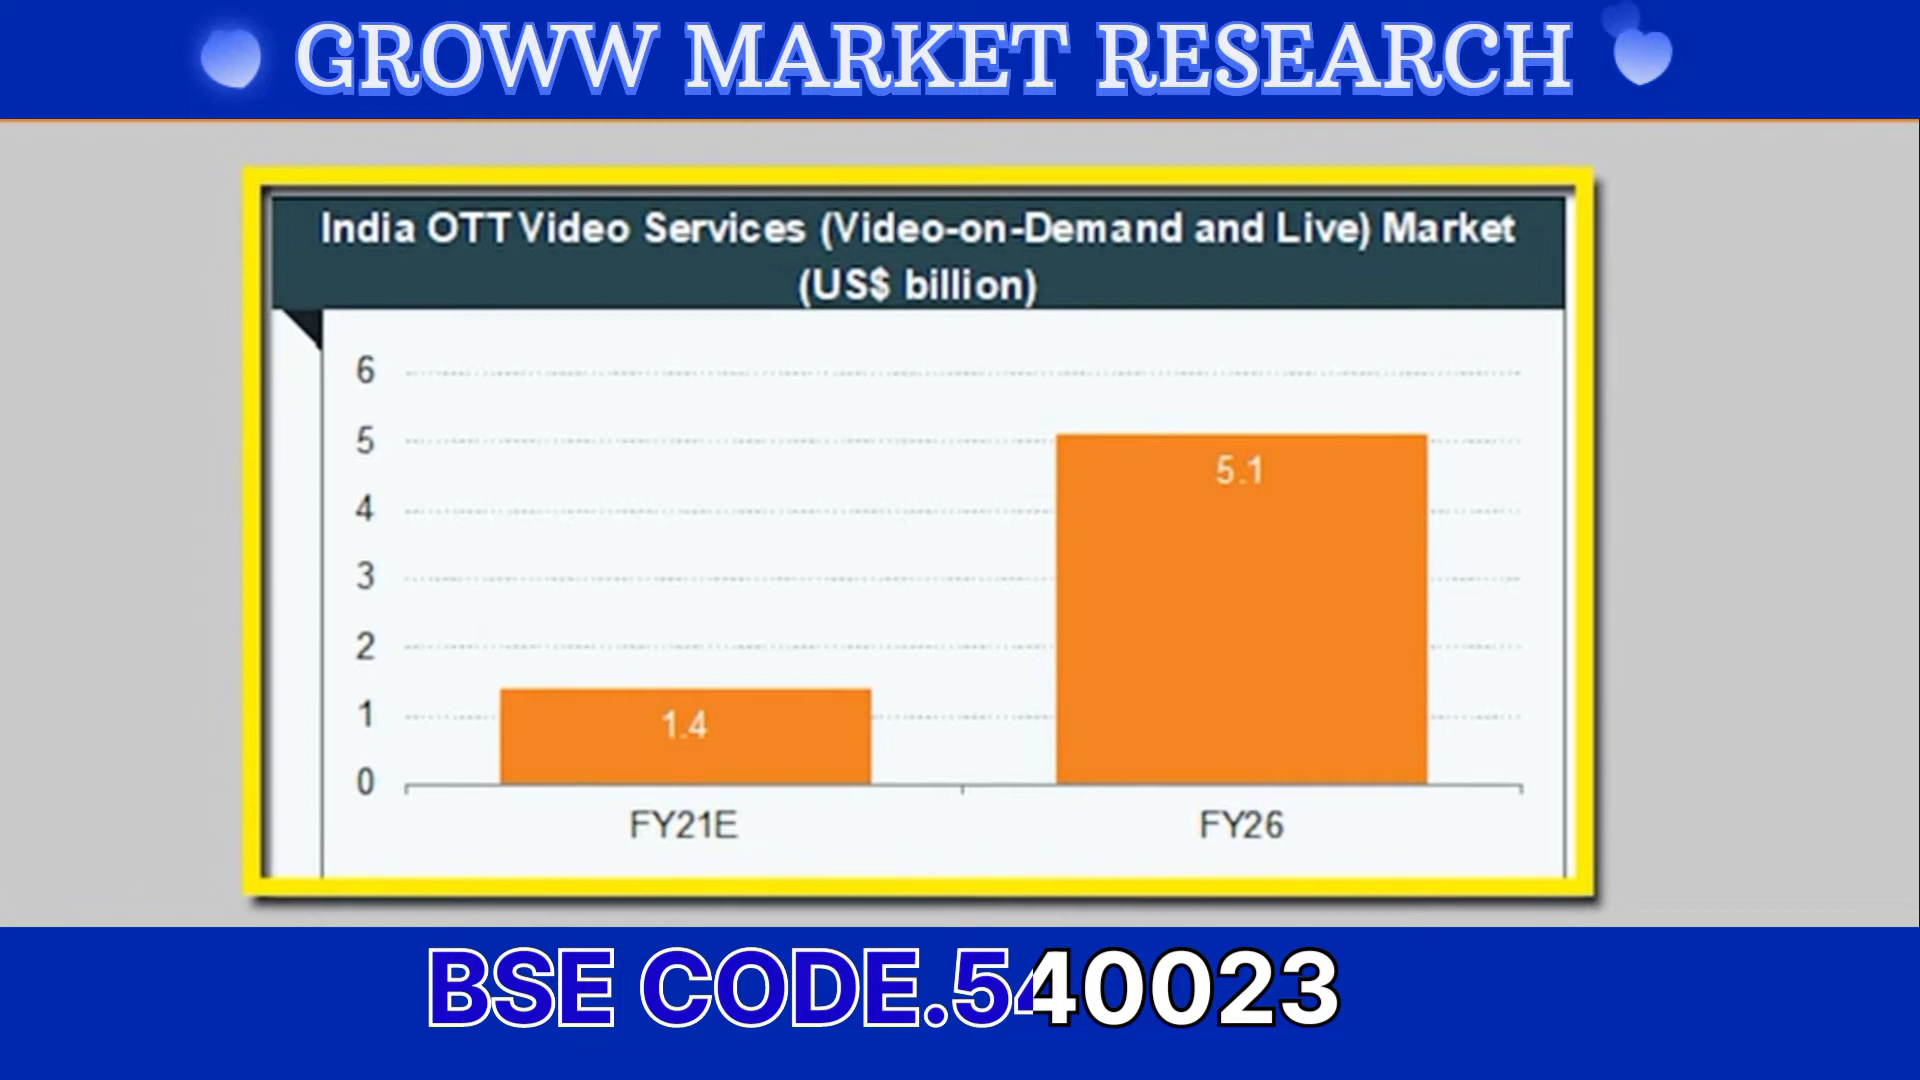 GROWW MARKET RESEARCH
India OTT Video Services (Video-on-Demand and Live) Market
(US$ billion)
6
5
4
3
2
1
0
5.1
1.4
FY21E
FY26
BSE CODE.540023